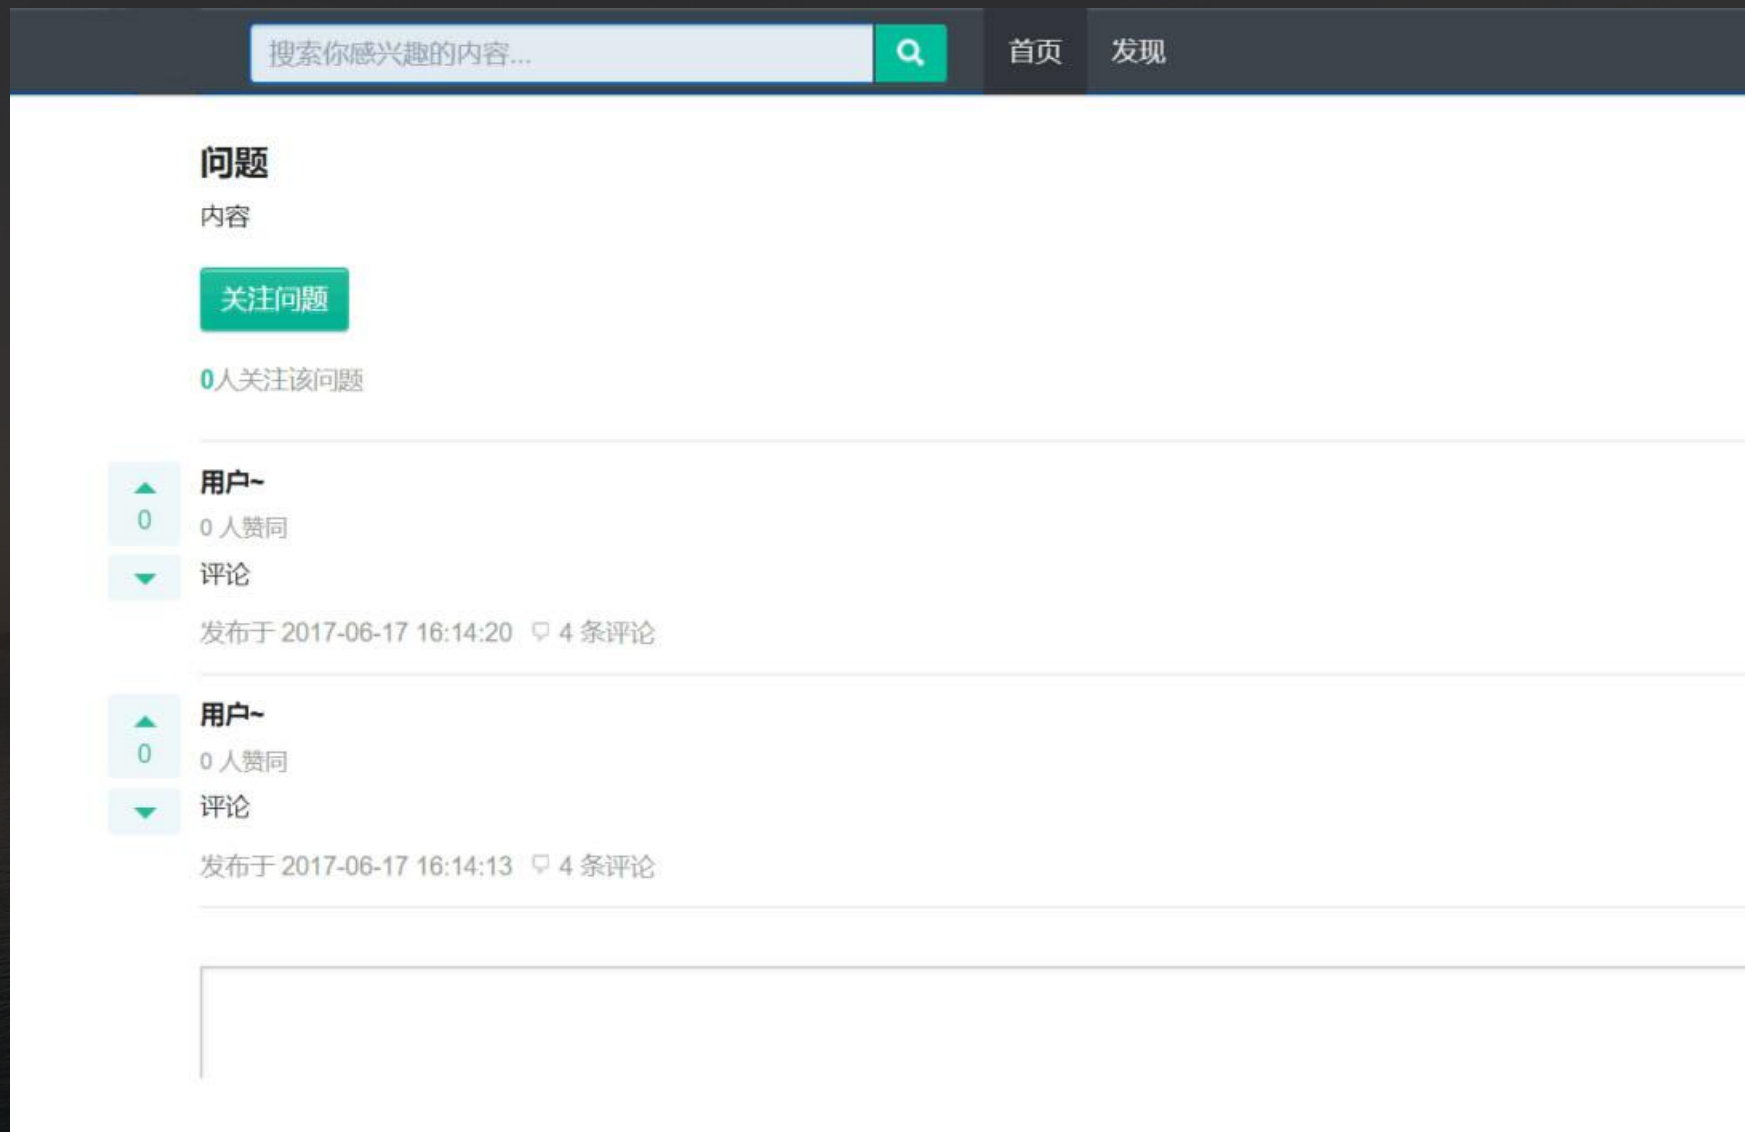 搜索你感兴趣的内容...
首页 发现
问题
内容
关注问题
0人关注该问题
用户~
0
0 人赞同
评论
发布于 2017-06-17 16:14:20 4 条评论
用户~
0
0 人赞同
评论
发布于 2017-06-17 16:14:13 4 条评论